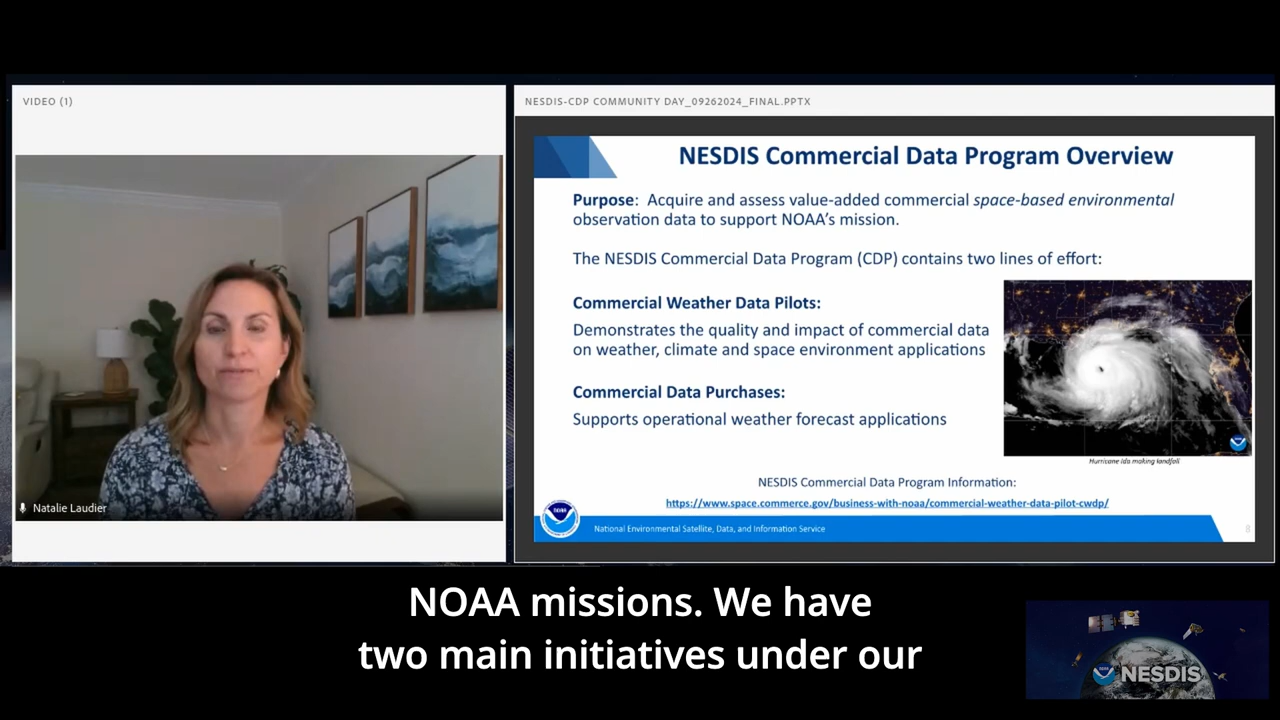 VIDEO (1)
Natalie Laudier
NESDIS-CDP COMMUNITY DAY_09262024_FINAL.PPTX
NESDIS Commercial Data Program Overview
Purpose: Acquire and assess value-added commercial space-based environmental
observation data to support NOAA's mission.
The NESDIS Commercial Data Program (CDP) contains two lines of effort:
Commercial Weather Data Pilots:
Demonstrates the quality and impact of commercial data
on weather, climate and space environment applications
Commercial Data Purchases:
Supports operational weather forecast applications
Hurricane Ida making landfall
NESDIS Commercial Data Program Information:
https://www.space.commerce.gov/business-with-noaa/commercial-weather-data-pilot-cwdp/
NOAA
National Environmental Satellite, Data, and Information Service
NOAA missions. We have
two main initiatives under our
NESDIS